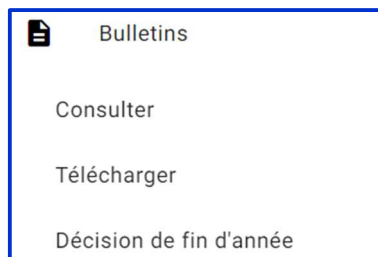 Bulletins
Consulter
Télécharger
Décision de fin d'année